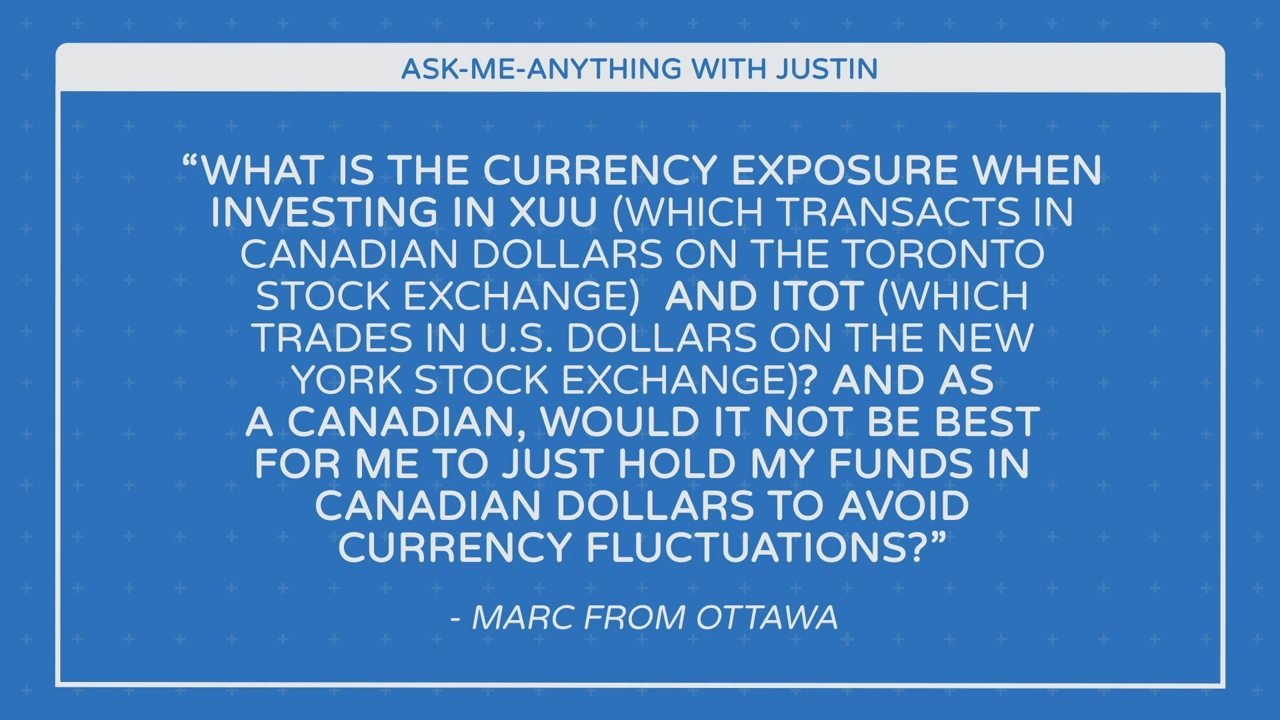 ASK-ME-ANYTHING WITH JUSTIN
“WHAT IS THE CURRENCY EXPOSURE WHEN
INVESTING IN XUU (WHICH TRANSACTS IN
CANADIAN DOLLARS ON THE TORONTO
STOCK EXCHANGE) AND ITOT (WHICH
TRADES IN U.S. DOLLARS ON THE NEW
YORK STOCK EXCHANGE)? AND AS
A CANADIAN, WOULD IT NOT BE BEST
FOR ME TO JUST HOLD MY FUNDS IN
CANADIAN DOLLARS TO AVOID
CURRENCY FLUCTUATIONS?”
- MARC FROM OTTAWA